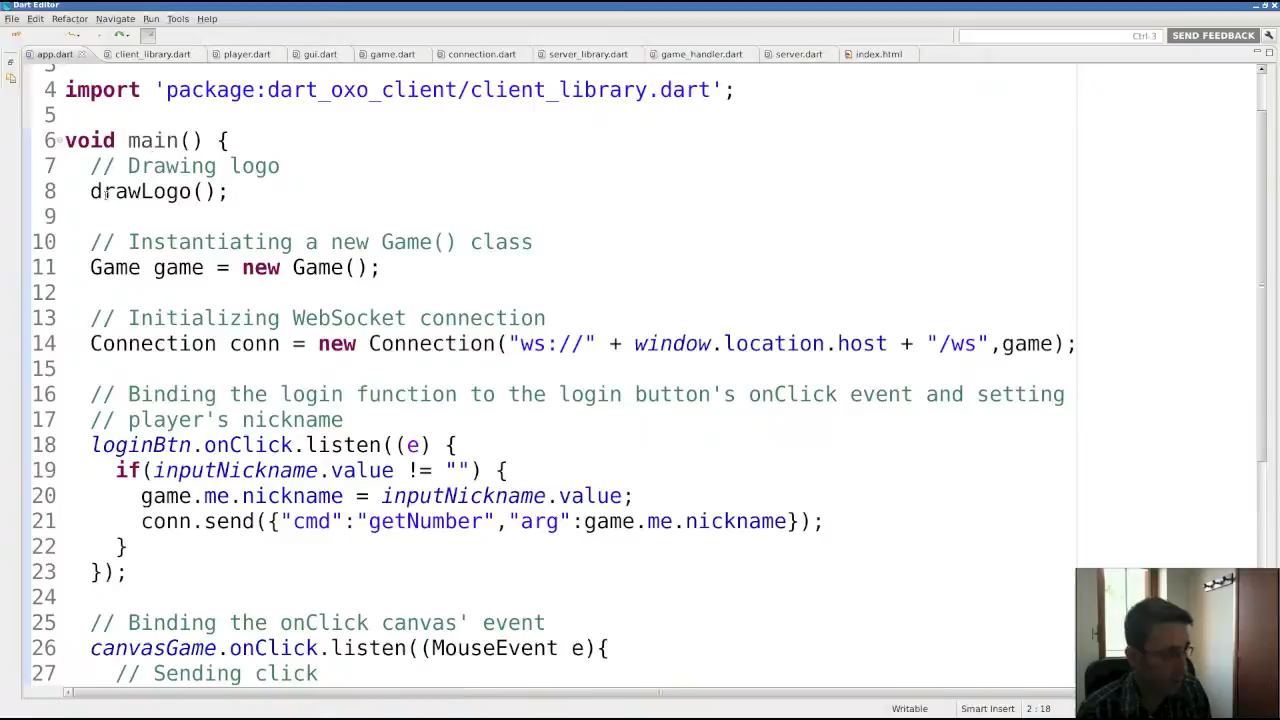 Dart Editor
File Edit Refactor Navigate Run Tools Help
Ctrl-3 SEND FEEDBACK
app.dart client_library.dart player.dart gui.dart game.dart connection.dart server_library.dart game_handler.dart server.dart index.html
4 import 'package:dart_oxo_client/client_library.dart';
5
6 void main() {
7 // Drawing logo
8 drawLogo();
9
10 // Instantiating a new Game() class
11 Game game = new Game();
12
13 // Initializing WebSocket connection
14 Connection conn = new Connection("ws://" + window.location.host + "/ws",game);
15
16 // Binding the login function to the login button's onClick event and setting
17 // player's nickname
18 loginBtn.onClick.listen((e) {
19 if(inputNickname.value != "") {
20 game.me.nickname = inputNickname.value;
21 conn.send({"cmd":"getNumber","arg":game.me.nickname});
22 }
23 });
24
25 // Binding the onClick canvas' event
26 canvasGame.onClick.listen((MouseEvent e){
27 // Sending click
Writable Smart Insert 2 : 18